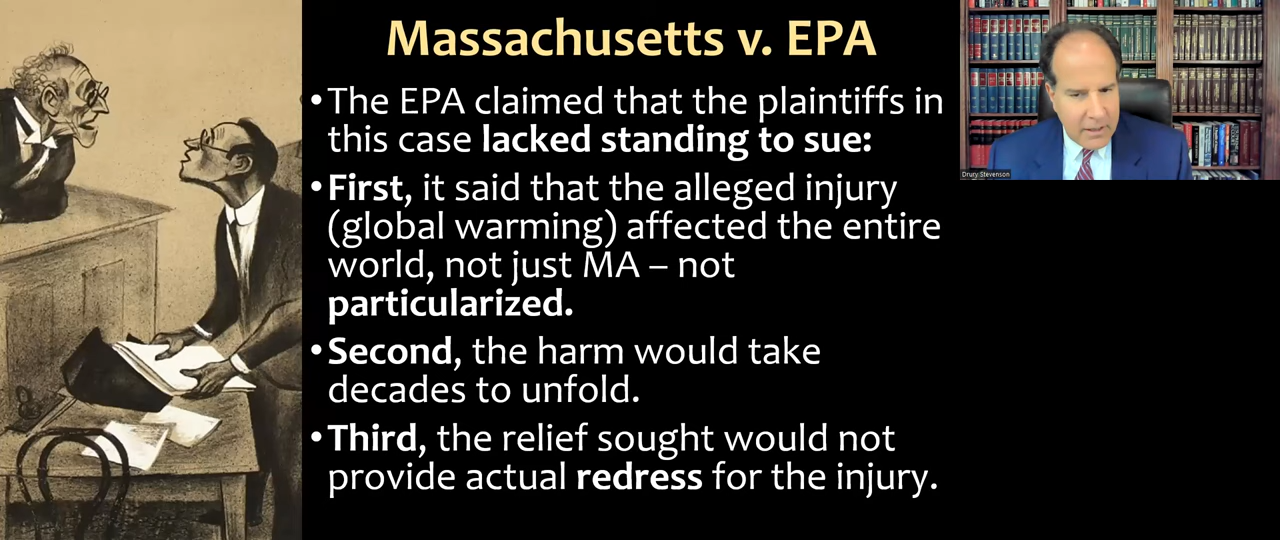 Massachusetts v. EPA
•The EPA claimed that the plaintiffs in
this case lacked standing to sue:
•First, it said that the alleged injury
(global warming) affected the entire
world, not just MA – not
particularized.
•Second, the harm would take
decades to unfold.
•Third, the relief sought would not
provide actual redress for the injury.
Drury Stevenson